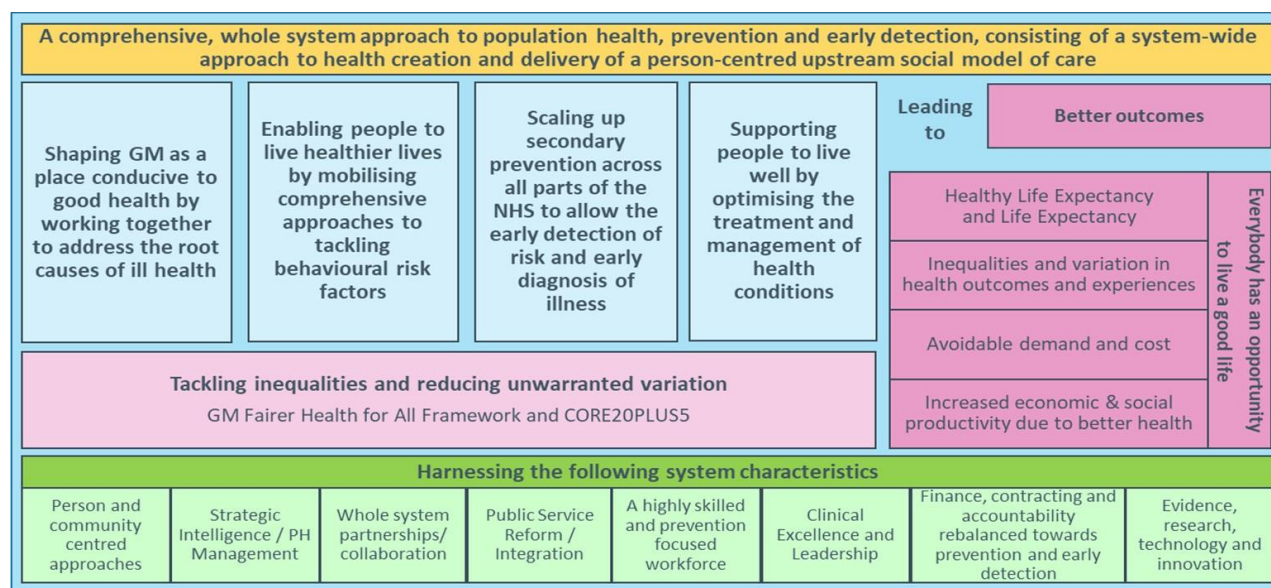 A comprehensive, whole system approach to population health, prevention and early detection, consisting of a system-wide
approach to health creation and delivery of a person-centred upstream social model of care
Shaping GM as a
place conducive to
good health by
working together
to address the root
causes of ill health
Enabling people to
live healthier lives
by mobilising
comprehensive
approaches to
tackling
behavioural risk
factors
Scaling up
secondary
prevention across
all parts of the
NHS to allow the
early detection of
risk and early
diagnosis of
illness
Supporting
people to live
well by
optimising the
treatment and
management of
health
conditions
Leading
to
Better outcomes
Healthy Life Expectancy
and Life Expectancy
Inequalities and variation in
health outcomes and experiences
Avoidable demand and cost
Increased economic & social
productivity due to better health
Everybody has an opportunity
to live a good life
Tackling inequalities and reducing unwarranted variation
GM Fairer Health for All Framework and CORE20PLUS5
Harnessing the following system characteristics
Person and
community
centred
approaches
Strategic
Intelligence / PH
Management
Whole system
partnerships/
collaboration
Public Service
Reform /
Integration
A highly skilled
and prevention
focused
workforce
Clinical
Excellence and
Leadership
Finance, contracting and
accountability
rebalanced towards
prevention and early
detection
Evidence,
research,
technology and
innovation